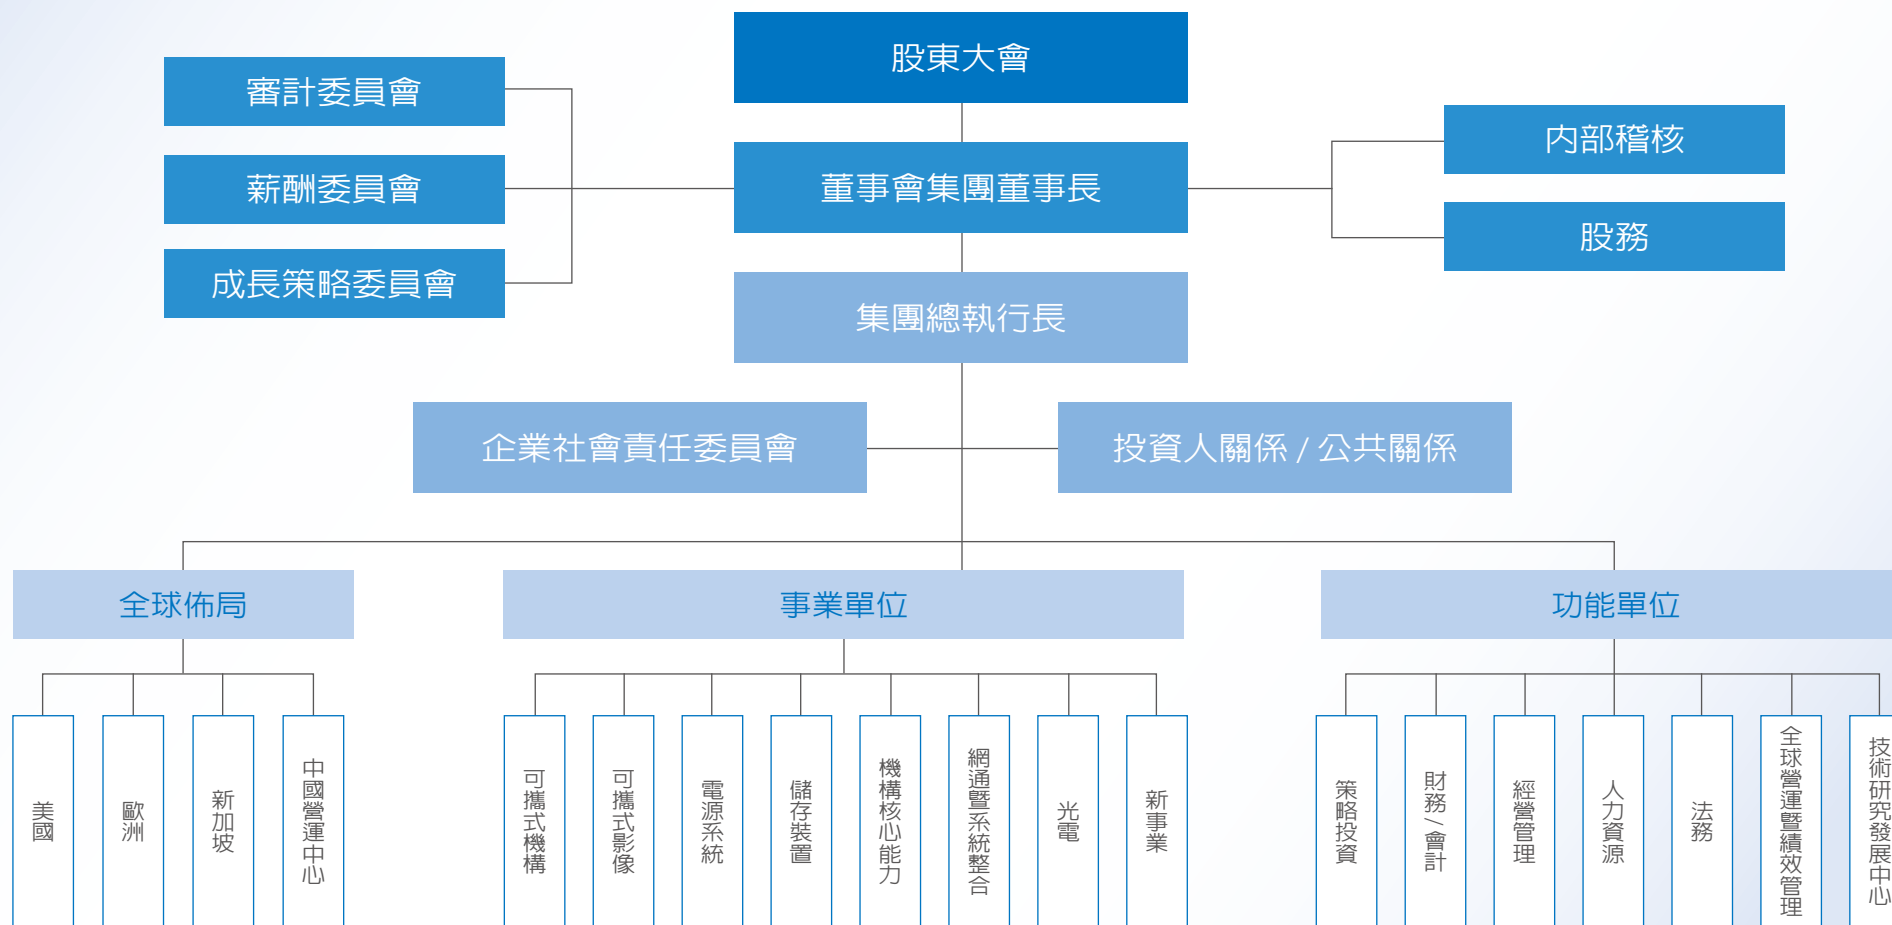 股東大會
審計委員會
薪酬委員會
成長策略委員會
董事會集團董事長
內部稽核
股務
集團總執行長
企業社會責任委員會
投資人關係 / 公共關係
全球佈局
美國
歐洲
新加坡
中國營運中心
事業單位
可攜式機構
可攜式影像
電源系統
儲存裝置
機構核心能力
網通暨系統整合
光電
新事業
功能單位
策略投資
財務/會計
經營管理
人力資源
法務
全球營運暨績效管理
技術研究發展中心